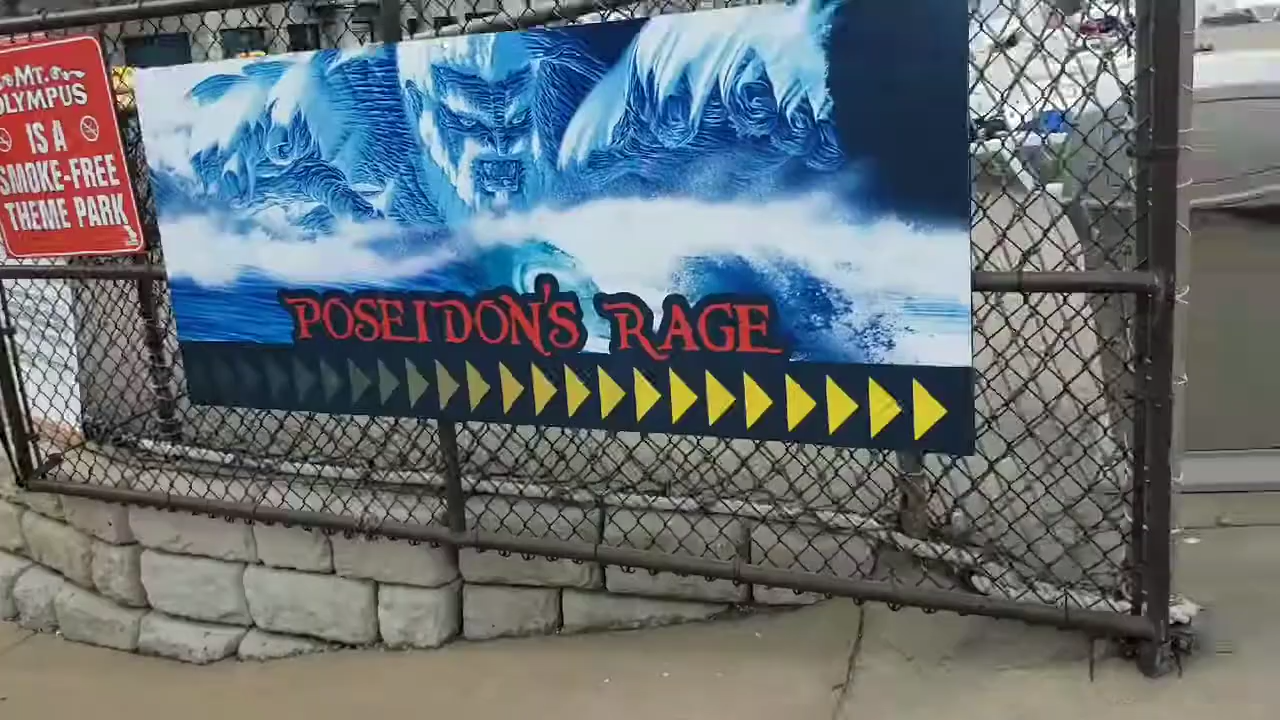 MT.
OLYMPUS
IS A
SMOKE-FREE
THEME PARK
POSEIDON'S RAGE